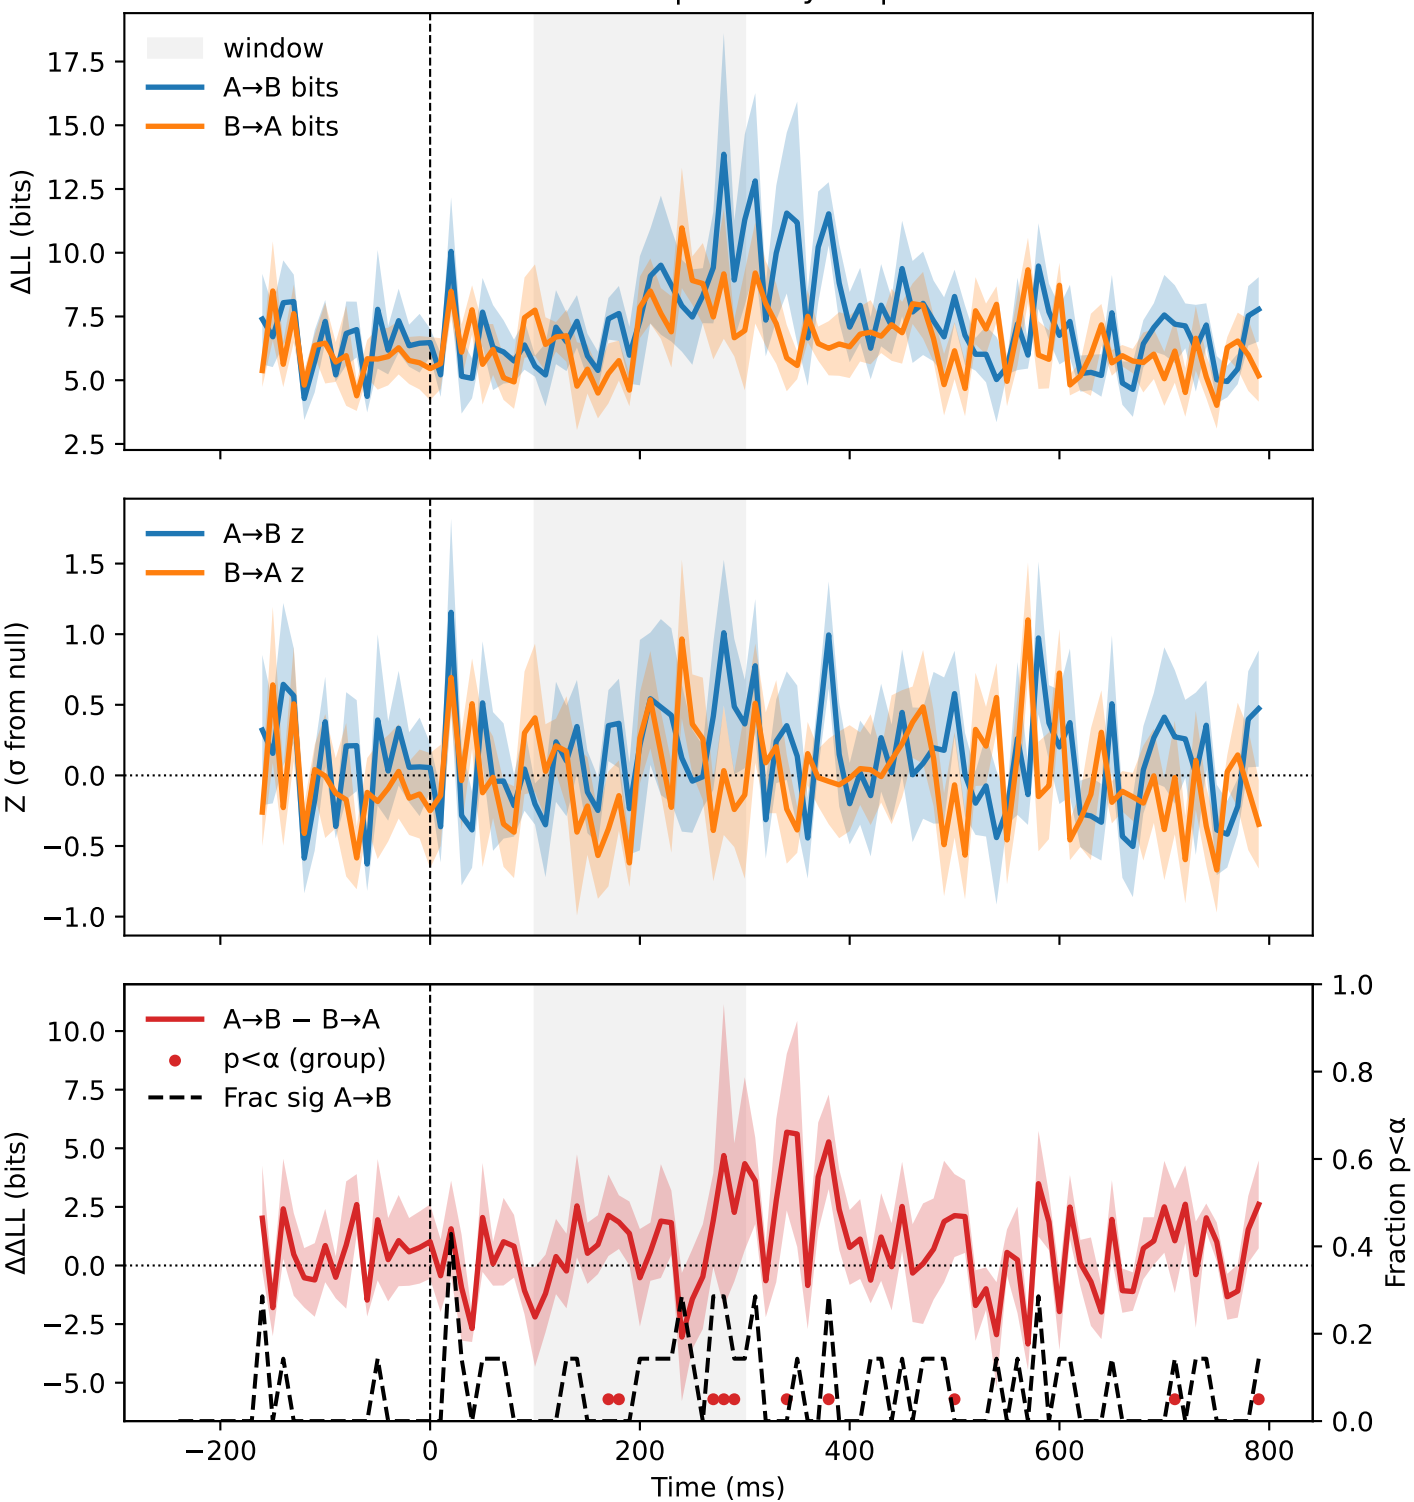 window
A→B bits
B→A bits
17.5
15.0
12.5
10.0
7.5
5.0
2.5
ΔLL (bits)
A→B z
B→A z
1.5
1.0
0.5
0.0
−0.5
−1.0
Z (σ from null)
A→B − B→A
p<α (group)
Frac sig A→B
10.0
7.5
5.0
2.5
0.0
−2.5
−5.0
ΔΔLL (bits)
1.0
0.8
0.6
0.4
0.2
0.0
Fraction p<α
−200
0
200
400
600
800
Time (ms)